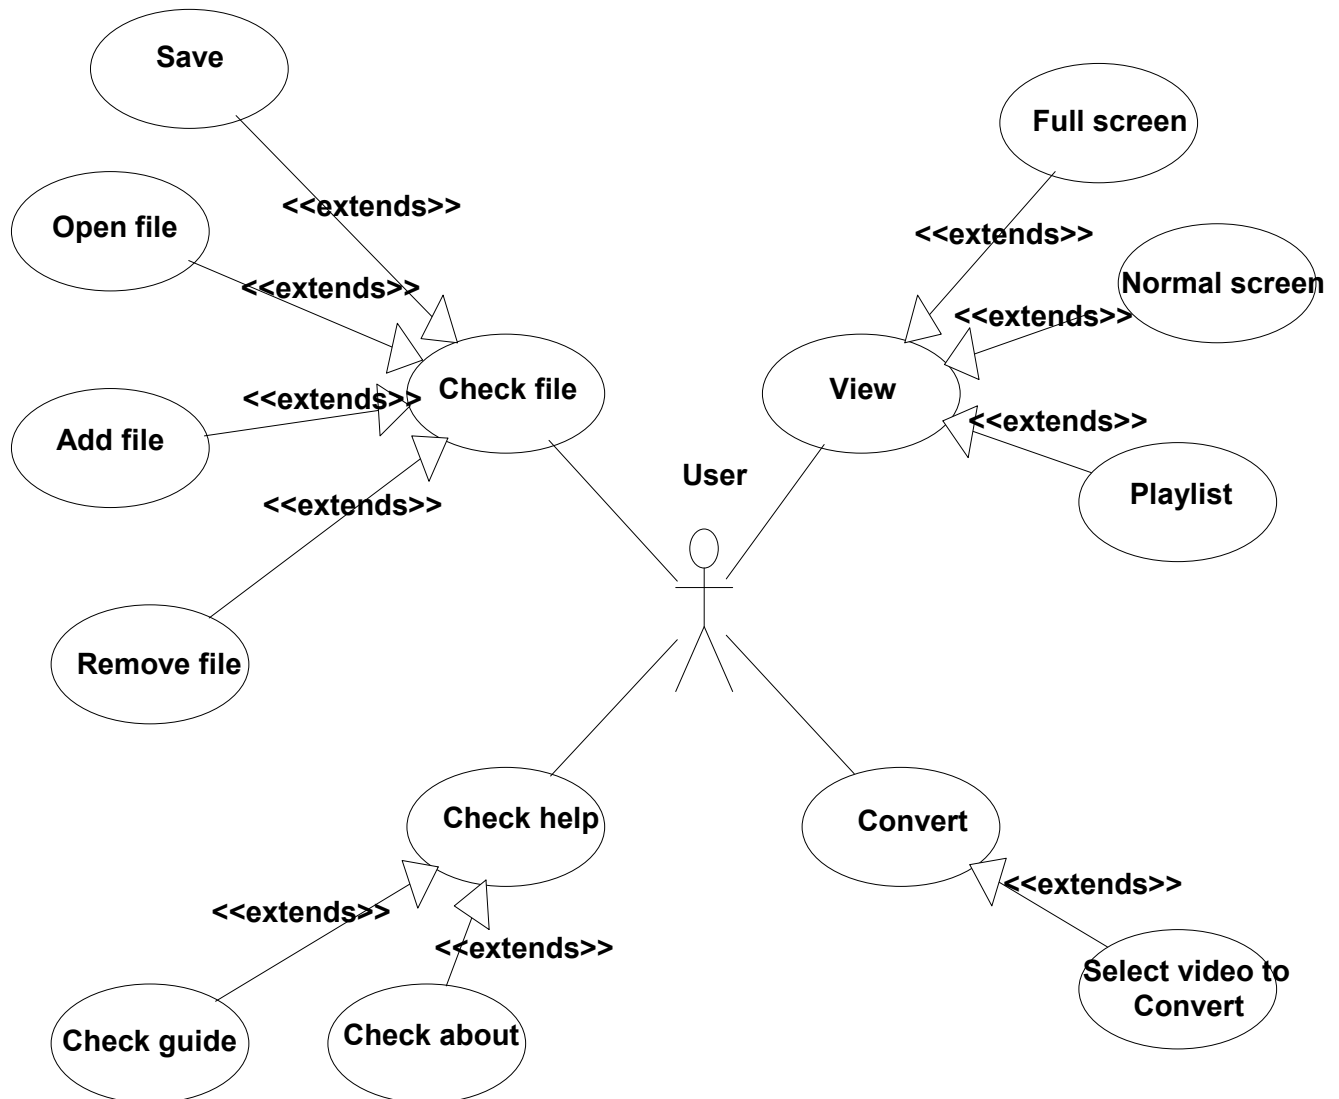 Save
Full screen
<<extends>>
Open file
<<extends>>
Normal screen
<<extends>>
<<extends>>
Check file
View
<<extends>>
<<extends>>
Add file
User
Playlist
<<extends>>
Remove file
Check help
Convert
<<extends>>
<<extends>>
<<extends>>
Select video to
Convert
Check guide
Check about